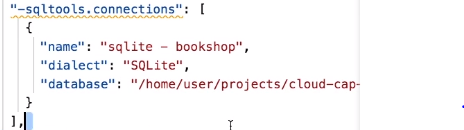 "-sqltools.connections": [
{
"name": "sqlite - bookshop",
"dialect": "SQLite",
"database": "/home/user/projects/cloud-cap-
}
],